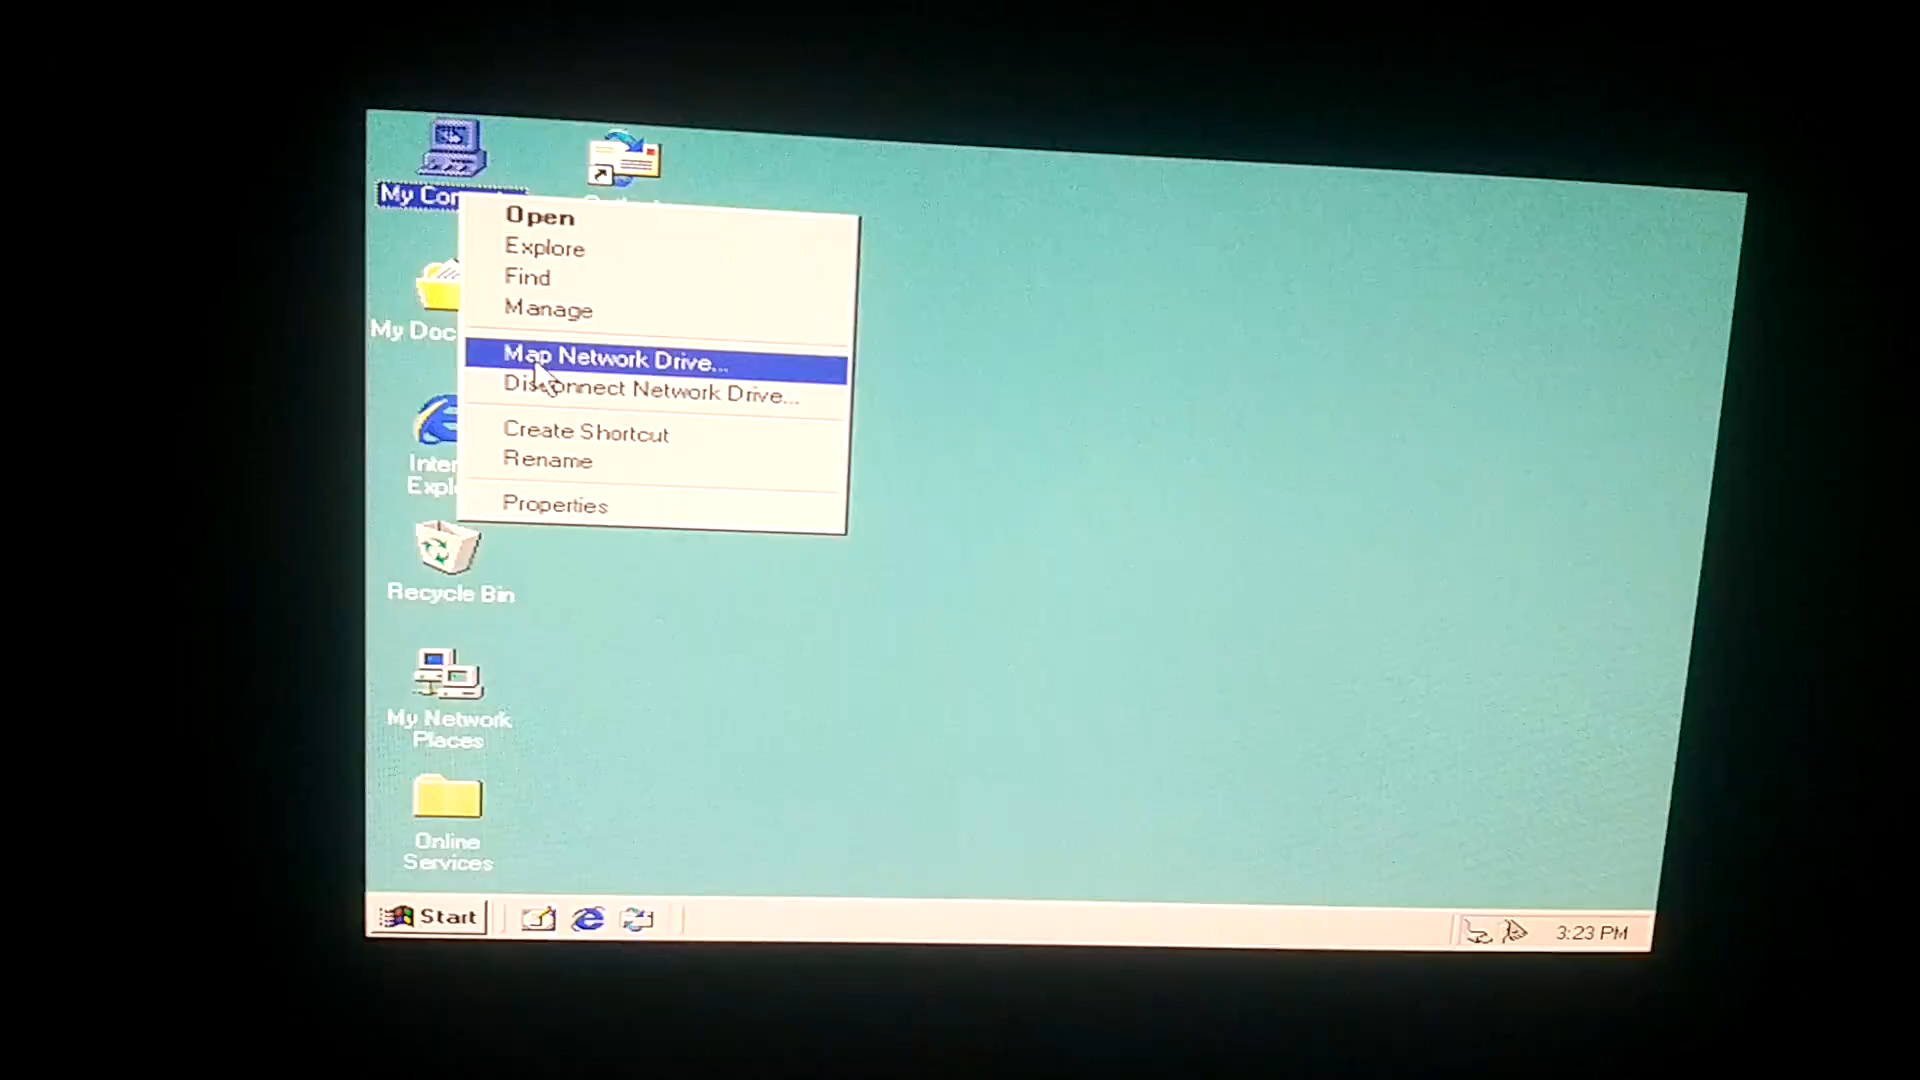 My Com
Open
Explore
Find
Manage
Map Network Drive...
Disconnect Network Drive...
Create Shortcut
Rename
Properties
My Doc
Inter
Expl
Recycle Bin
My Network
Places
Online
Services
Start
3:23 PM